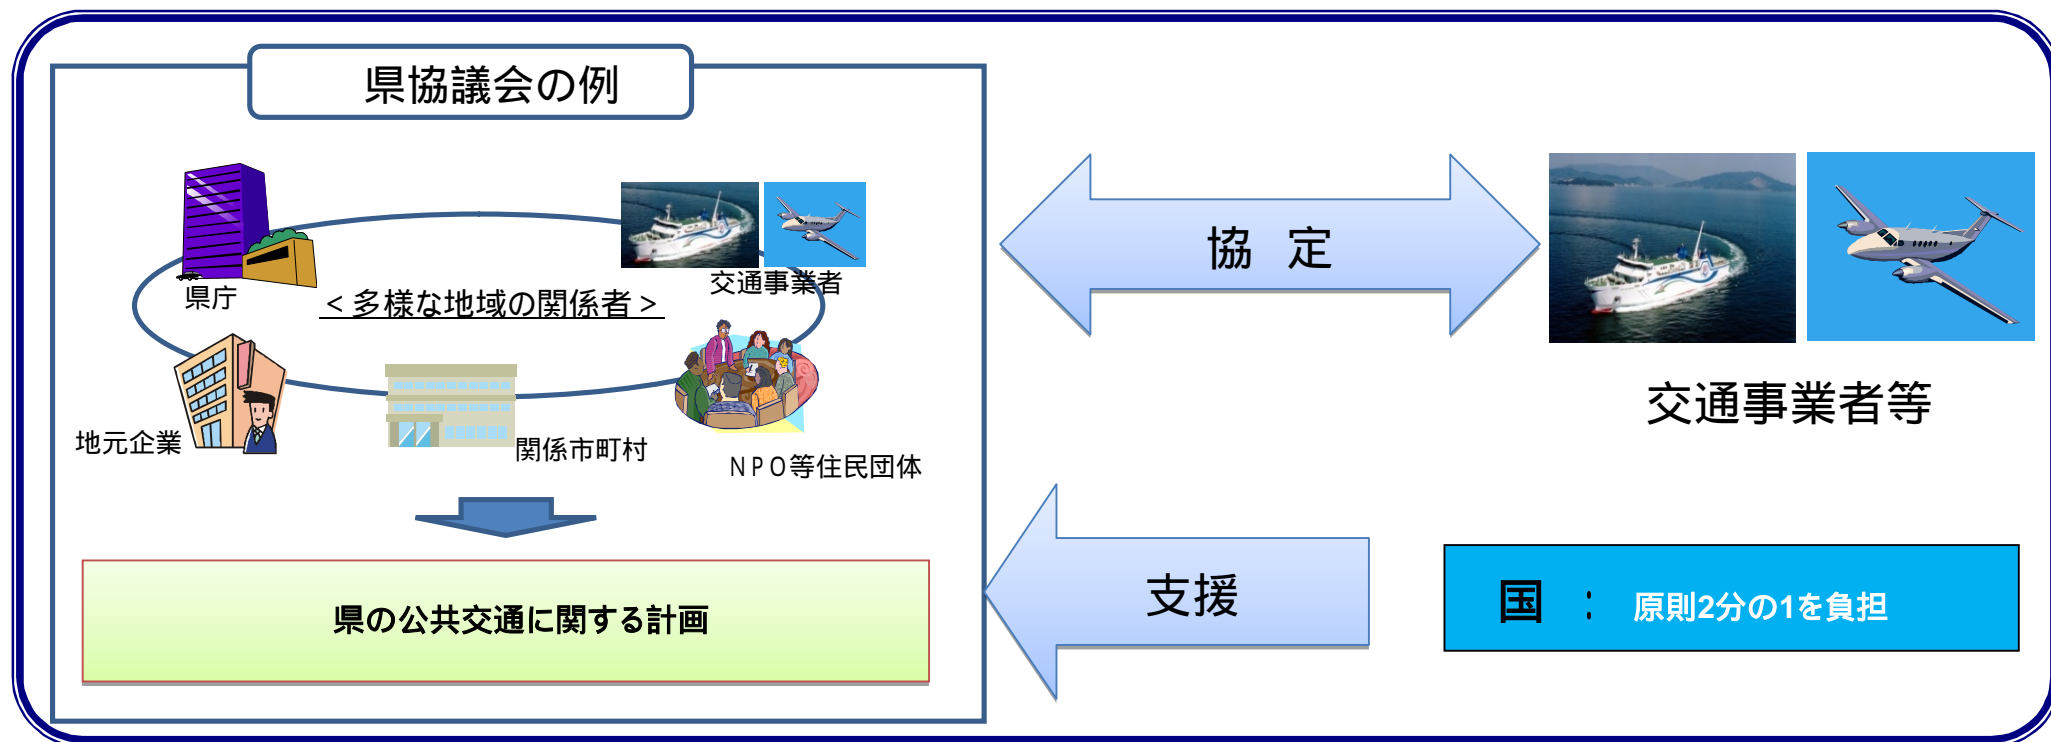 県協議会の例
県庁
交通事業者
＜多様な地域の関係者＞
地元企業
関係市町村
NPO等住民団体
県の公共交通に関する計画
協 定
交通事業者等
支援
国 ： 原則2分の1を負担